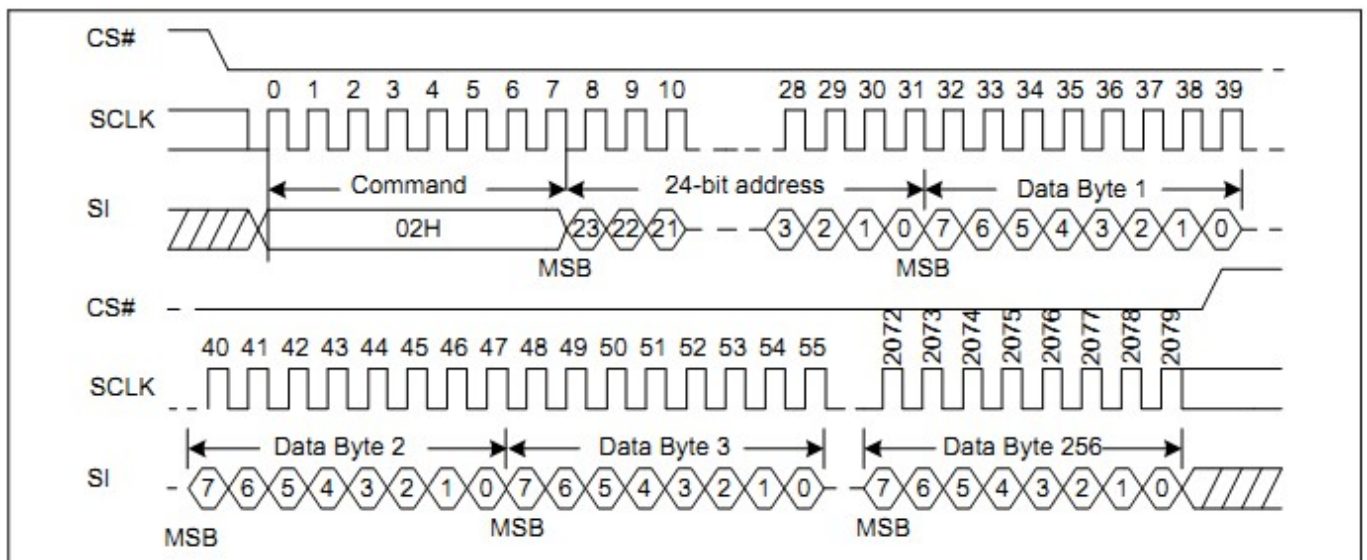 CS#
0 1 2 3 4 5 6 7 8 9 10 28 29 30 31 32 33 34 35 36 37 38 39
SCLK
Command 24-bit address Data Byte 1
SI
02H 23 22 21 3 2 1 0 7 6 5 4 3 2 1 0
MSB MSB
CS#
2072 2073 2074 2075 2076 2077 2078 2079
40 41 42 43 44 45 46 47 48 49 50 51 52 53 54 55
SCLK
Data Byte 2 Data Byte 3 Data Byte 256
SI
7 6 5 4 3 2 1 0 7 6 5 4 3 2 1 0 7 6 5 4 3 2 1 0
MSB MSB MSB